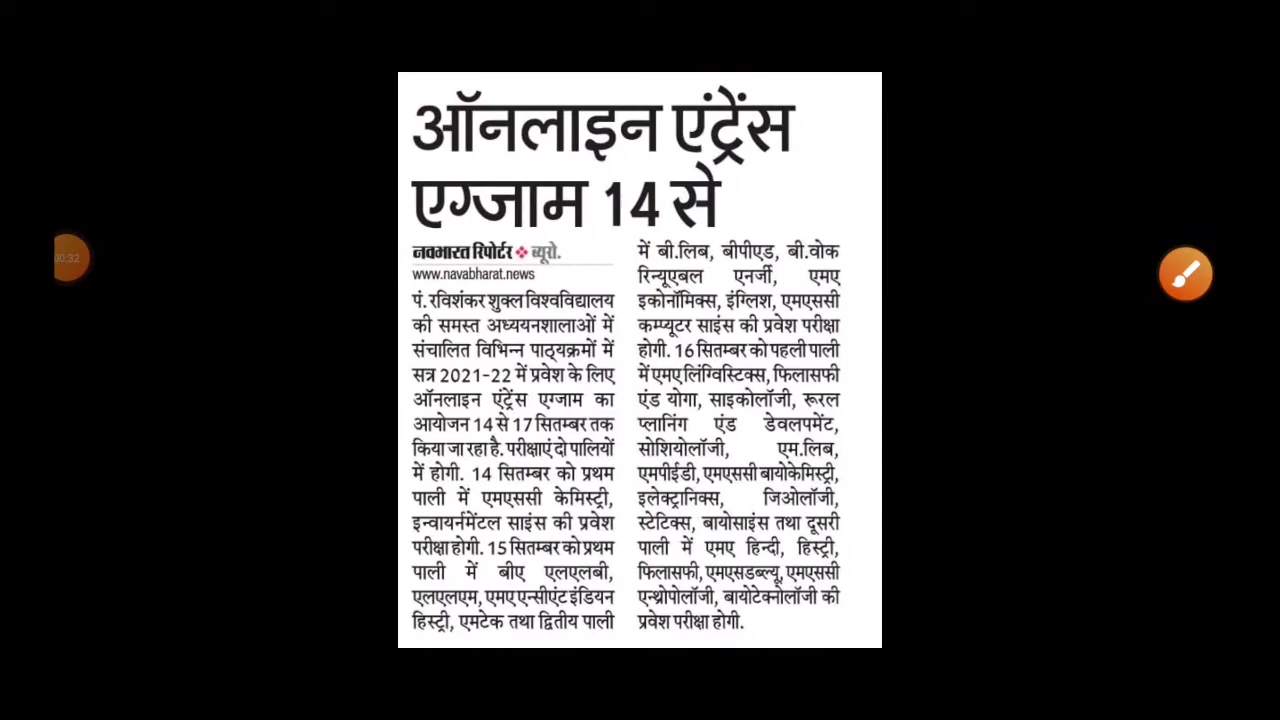 ऑनलाइन एंट्रेंस
एग्जाम 14 से
नवभारत रिपोर्टर ❖ ब्यूरो.
www.navabharat.news
पं. रविशंकर शुक्ल विश्वविद्यालय
की समस्त अध्ययनशालाओं में
संचालित विभिन्न पाठ्यक्रमों में
सत्र 2021-22 में प्रवेश के लिए
ऑनलाइन एंट्रेंस एग्जाम का
आयोजन 14 से 17 सितम्बर तक
किया जा रहा है. परीक्षाएं दो पालियों
में होगी. 14 सितम्बर को प्रथम
पाली में एमएससी केमिस्ट्री,
इन्वायर्नमेंटल साइंस की प्रवेश
परीक्षा होगी. 15 सितम्बर को प्रथम
पाली में बीए एलएलबी,
एलएलएम, एमए एन्सीएंट इंडियन
हिस्ट्री, एमटेक तथा द्वितीय पाली
में बी.लिब, बीपीएड, बी.वोक
रिन्यूएबल एनर्जी, एमए
इकोनॉमिक्स, इंग्लिश, एमएससी
कम्प्यूटर साइंस की प्रवेश परीक्षा
होगी. 16 सितम्बर को पहली पाली
में एमए लिंग्विस्टिक्स, फिलासफी
एंड योगा, साइकोलॉजी, रूरल
प्लानिंग एंड डेवलपमेंट,
सोशियोलॉजी, एम.लिब,
एमपीईडी, एमएससी बायोकेमिस्ट्री,
इलेक्ट्रानिक्स, जिओलॉजी,
स्टेटिक्स, बायोसाइंस तथा दूसरी
पाली में एमए हिन्दी, हिस्ट्री,
फिलासफी, एमएसडब्ल्यू, एमएससी
एन्थ्रोपोलॉजी, बायोटेक्नोलॉजी की
प्रवेश परीक्षा होगी.
00:32